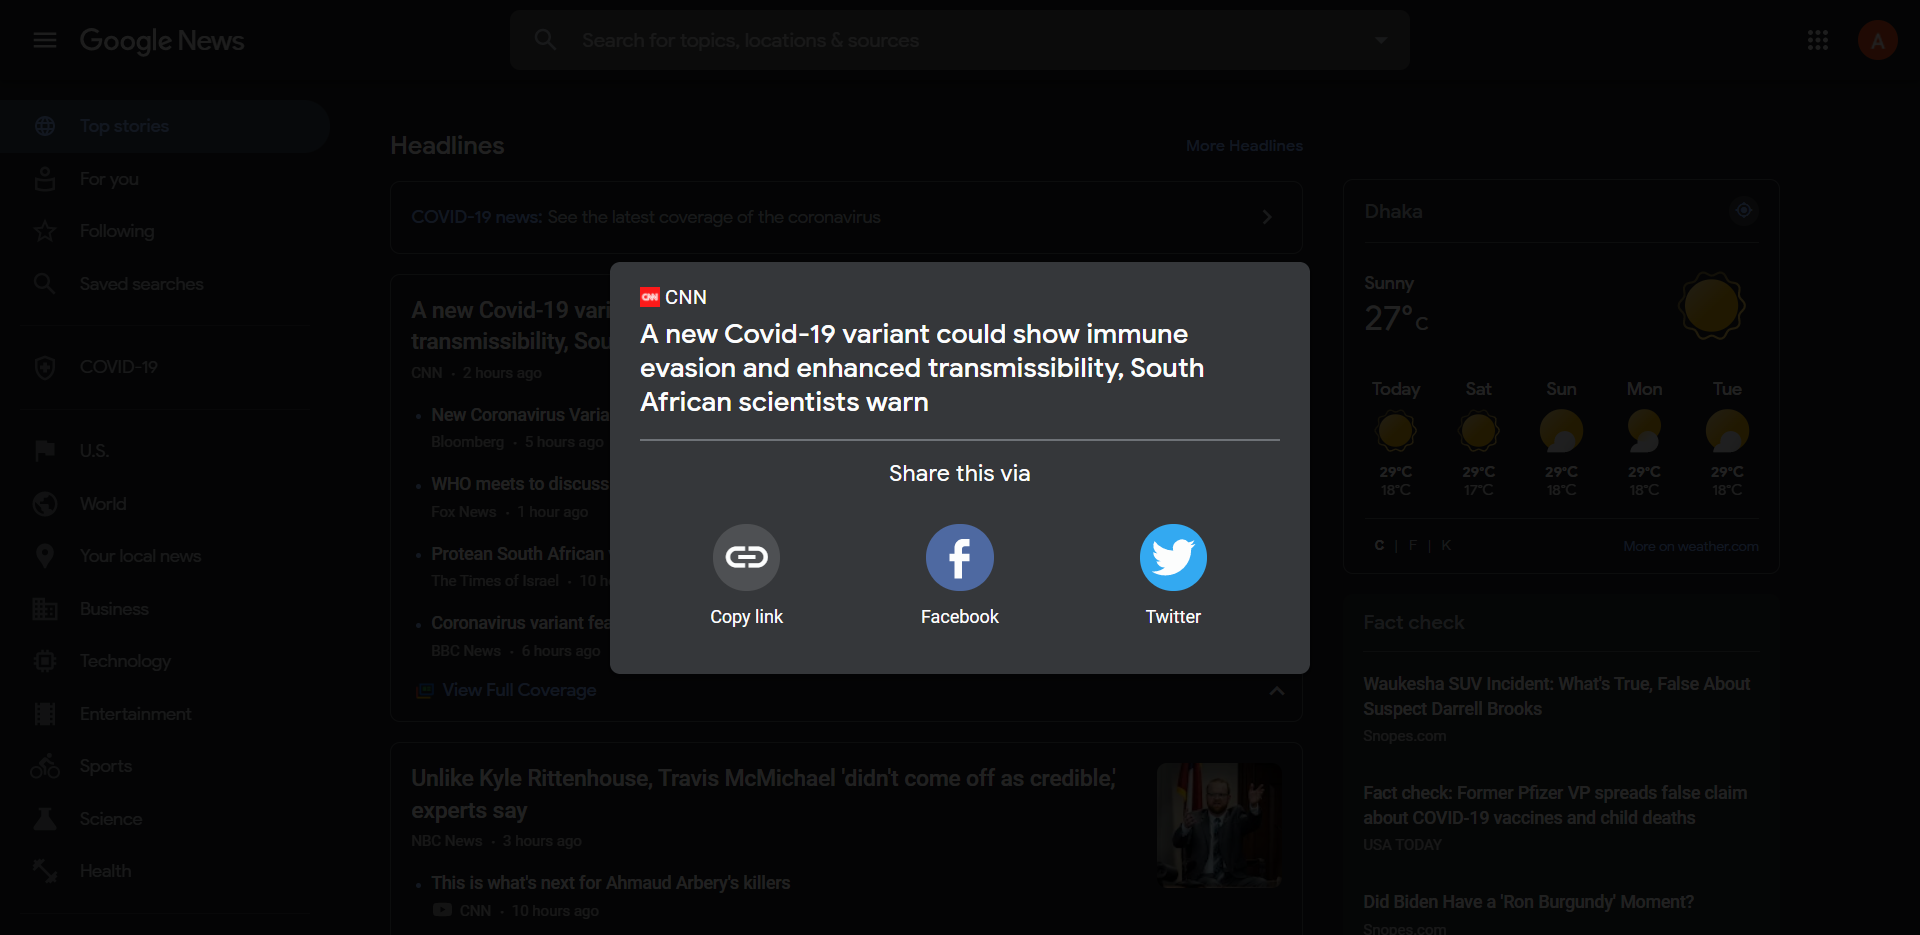 Google News
Search for topics, locations & sources
A
Top stories
For you
Following
Saved searches
COVID-19
U.S.
World
Your local news
Business
Technology
Entertainment
Sports
Science
Health
Headlines
More Headlines
COVID-19 news: See the latest coverage of the coronavirus
A new Covid-19 vari
transmissibility, Sou
CNN • 2 hours ago
• New Coronavirus Varia
Bloomberg • 5 hours ago
• WHO meets to discuss
Fox News • 1 hour ago
• Protean South African
The Times of Israel • 10 h
• Coronavirus variant fea
BBC News • 6 hours ago
View Full Coverage
CNN CNN
A new Covid-19 variant could show immune
evasion and enhanced transmissibility, South
African scientists warn
Share this via
Copy link
Facebook
Twitter
Unlike Kyle Rittenhouse, Travis McMichael 'didn't come off as credible,'
experts say
NBC News • 3 hours ago
• This is what's next for Ahmaud Arbery's killers
CNN • 10 hours ago
Dhaka
Sunny
27°C
Today Sat Sun Mon Tue
29°C 29°C 29°C 29°C 29°C
18°C 17°C 18°C 18°C 18°C
C | F | K
More on weather.com
Fact check
Waukesha SUV Incident: What's True, False About
Suspect Darrell Brooks
Snopes.com
Fact check: Former Pfizer VP spreads false claim
about COVID-19 vaccines and child deaths
USA TODAY
Did Biden Have a 'Ron Burgundy' Moment?
Snopes.com